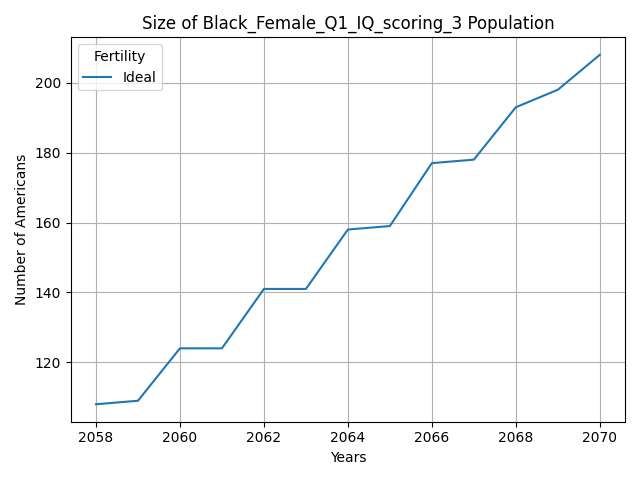 Size of Black_Female_Q1_IQ_scoring_3 Population
Fertility
Ideal
Number of Americans
200
180
160
140
120
2058 2060 2062 2064 2066 2068 2070
Years